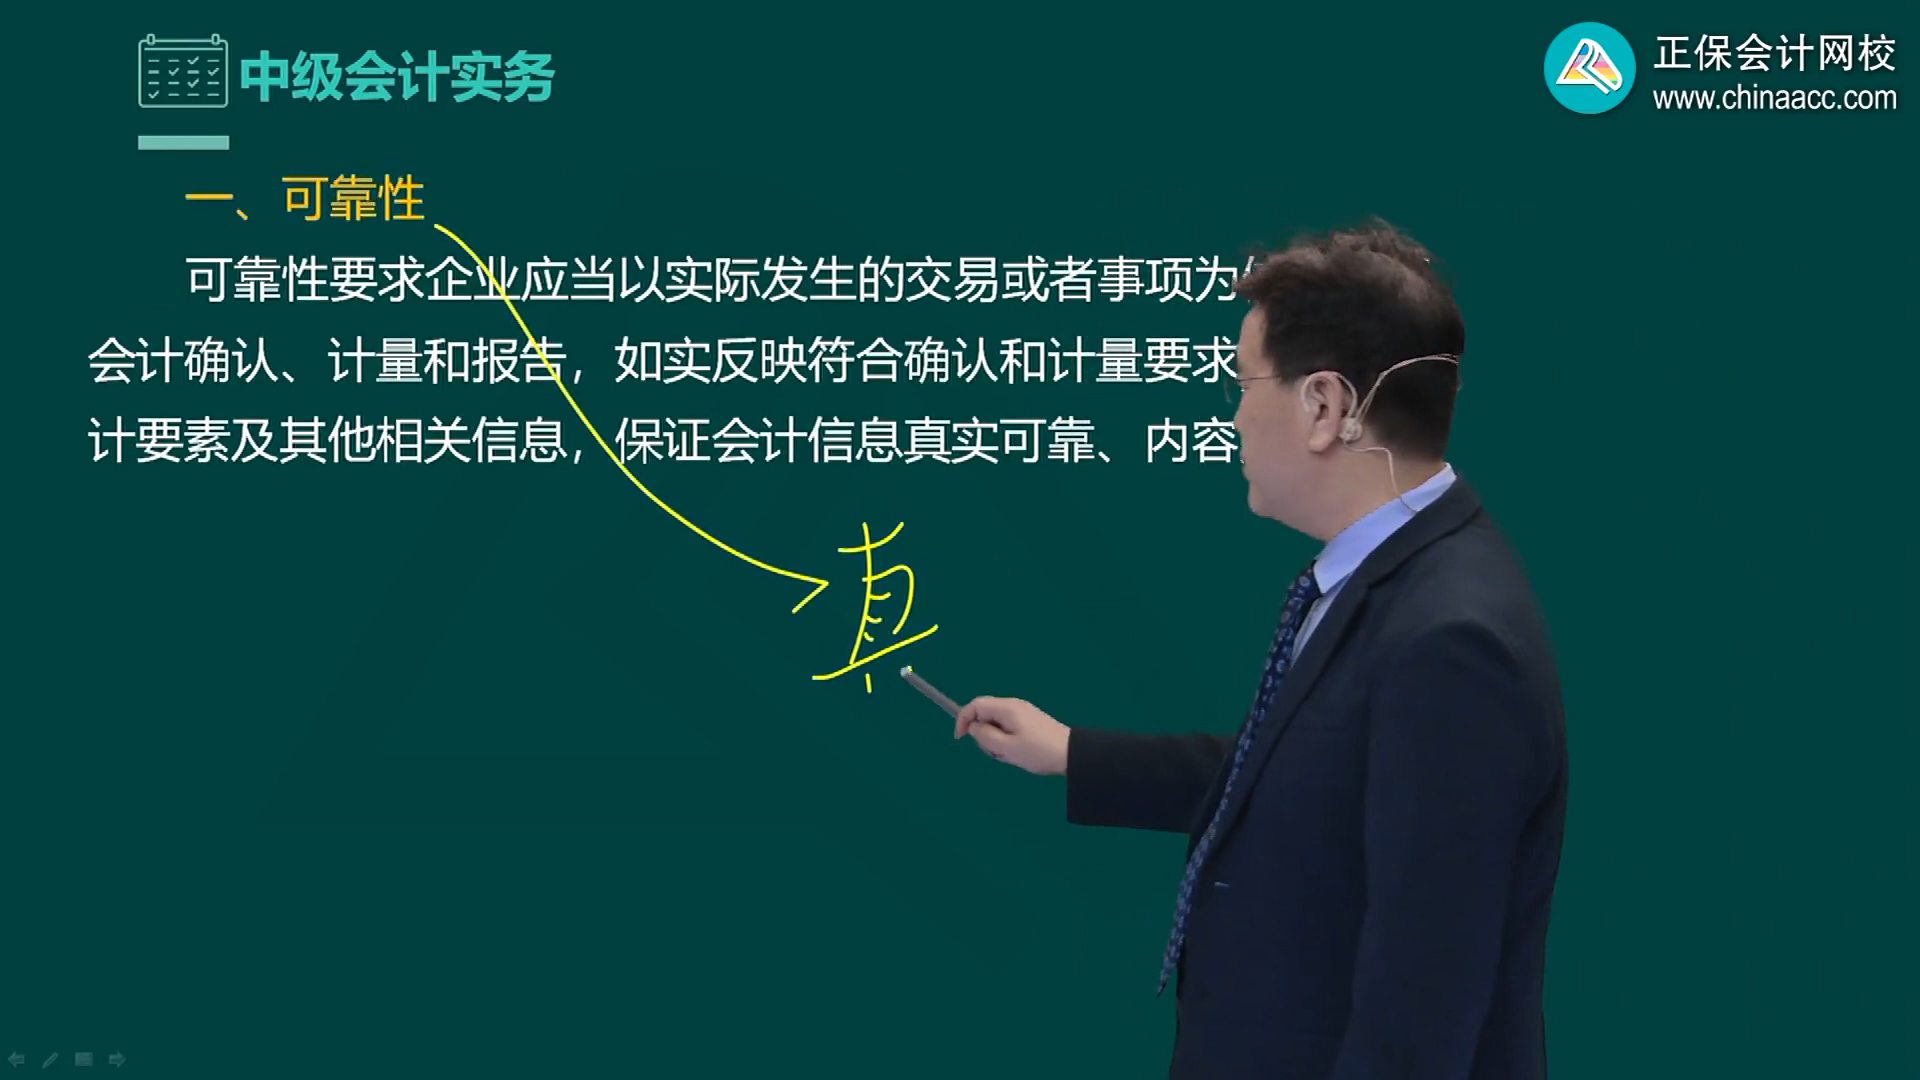 中级会计实务
正保会计网校
www.chinaacc.com
一、可靠性
可靠性要求企业应当以实际发生的交易或者事项为
会计确认、计量和报告，如实反映符合确认和计量要求
计要素及其他相关信息，保证会计信息真实可靠、内容
真